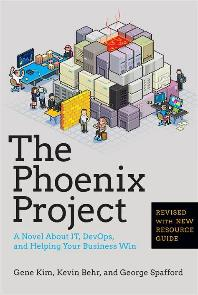 The
Phoenix
Project
A Novel About IT, DevOps,
and Helping Your Business Win
REVISED WITH NEW
RESOURCE
GUIDE
Gene Kim, Kevin Behr, and George Spafford